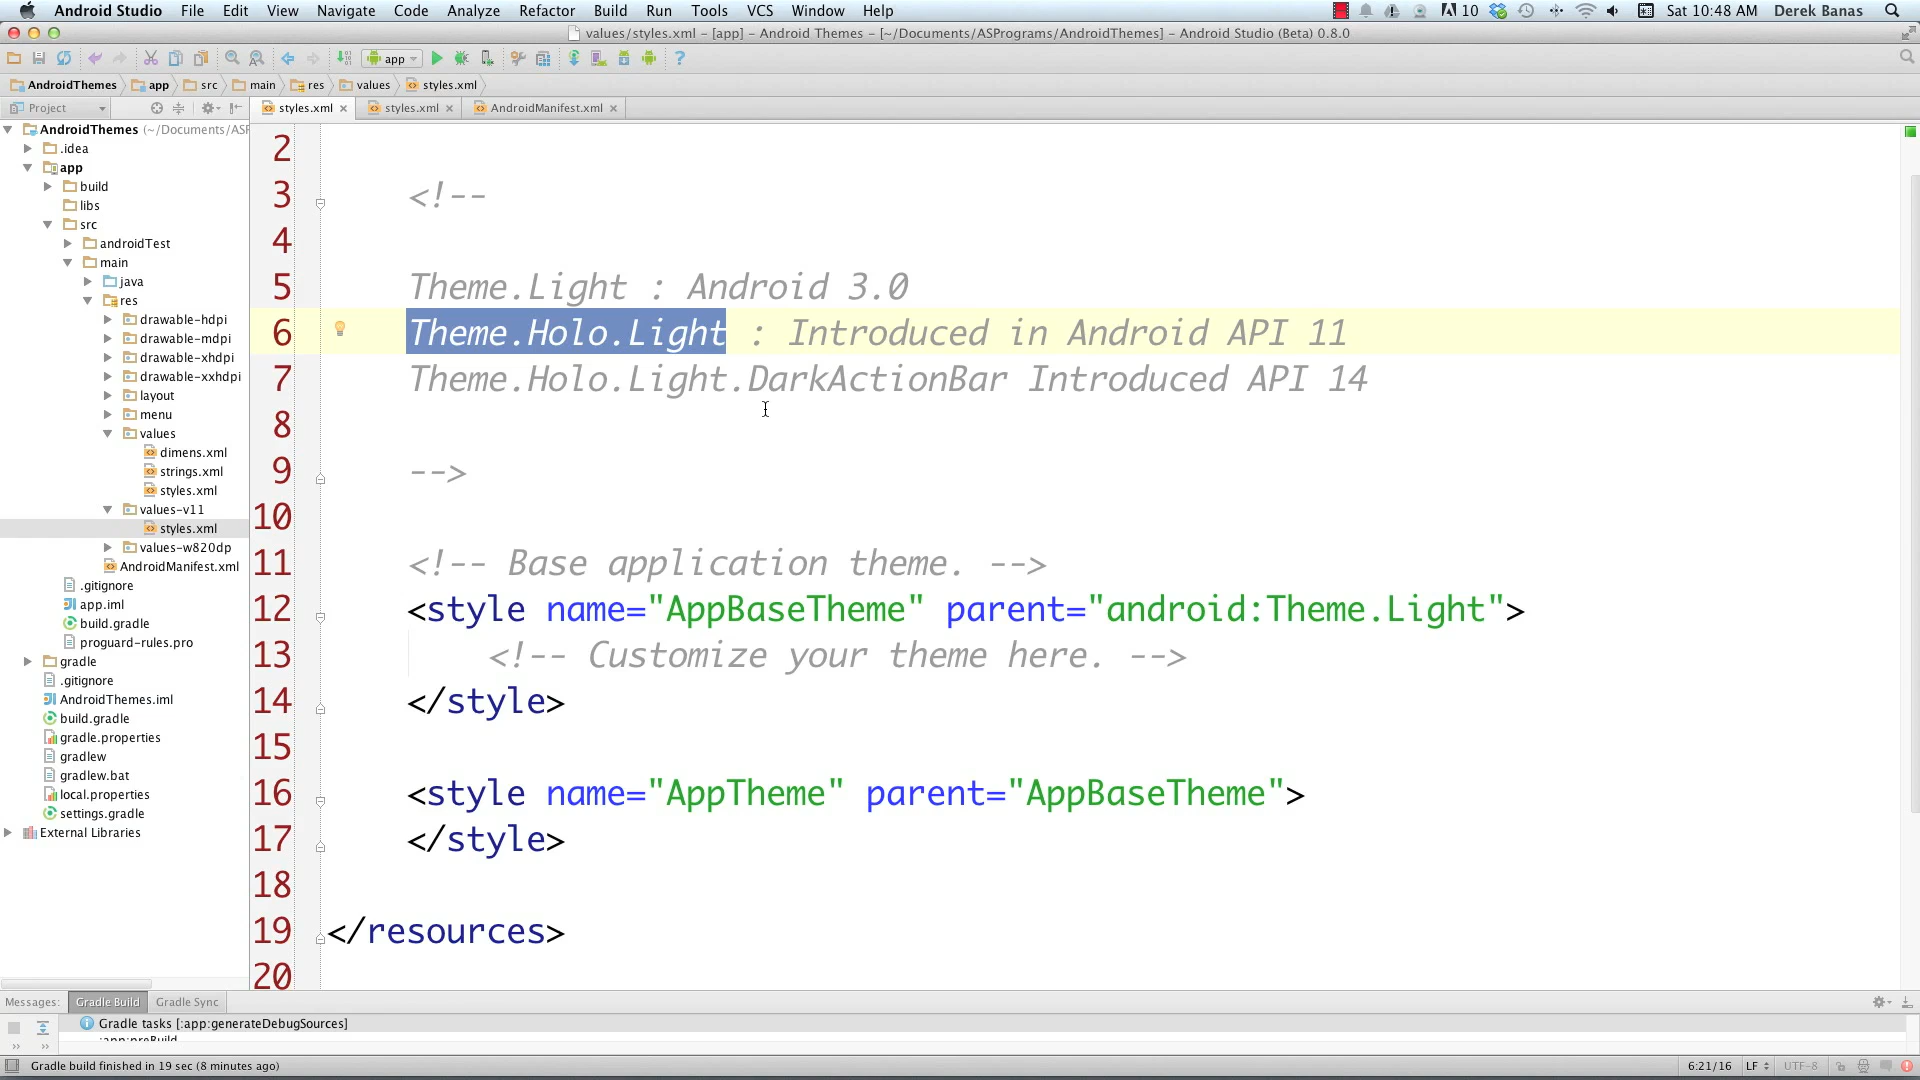 Android Studio File Edit View Navigate Code Analyze Refactor Build Run Tools VCS Window Help 10 Sat 10:48 AM Derek Banas
values/styles.xml - [app] - Android Themes - [~/Documents/ASPrograms/AndroidThemes] - Android Studio (Beta) 0.8.0
app
AndroidThemes app src main res values styles.xml
Project styles.xml styles.xml AndroidManifest.xml
AndroidThemes (~/Documents/ASP
.idea
app
build
libs
src
androidTest
main
java
res
drawable-hdpi
drawable-mdpi
drawable-xhdpi
drawable-xxhdpi
layout
menu
values
dimens.xml
strings.xml
styles.xml
values-v11
styles.xml
values-w820dp
AndroidManifest.xml
.gitignore
app.iml
build.gradle
proguard-rules.pro
gradle
.gitignore
AndroidThemes.iml
build.gradle
gradle.properties
gradlew
gradlew.bat
local.properties
settings.gradle
External Libraries
2
3 <!--
4
5 Theme.Light : Android 3.0
6 Theme.Holo.Light : Introduced in Android API 11
7 Theme.Holo.Light.DarkActionBar Introduced API 14
8
9 -->
10
11 <!-- Base application theme. -->
12 <style name="AppBaseTheme" parent="android:Theme.Light">
13 <!-- Customize your theme here. -->
14 </style>
15
16 <style name="AppTheme" parent="AppBaseTheme">
17 </style>
18
19 </resources>
20
Messages: Gradle Build Gradle Sync
Gradle tasks [:app:generateDebugSources]
:app:preBuild
Gradle build finished in 19 sec (8 minutes ago) 6:21/16 LF UTF-8